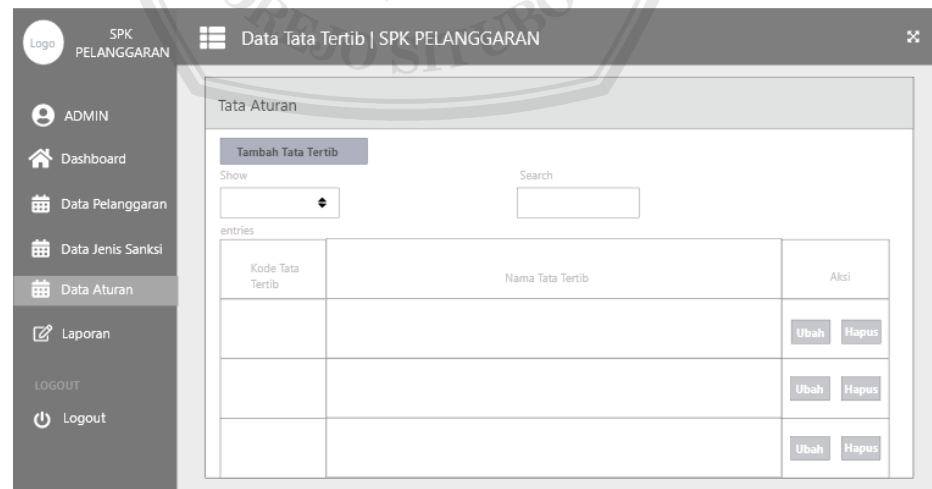 Logo
SPK
PELANGGARAN
ADMIN
Dashboard
Data Pelanggaran
Data Jenis Sanksi
Data Aturan
Laporan
LOGOUT
Logout
Data Tata Tertib | SPK PELANGGARAN
Tata Aturan
Tambah Tata Tertib
Show
Search
entries
Kode Tata
Tertib
Nama Tata Tertib
Aksi
Ubah Hapus
Ubah Hapus
Ubah Hapus